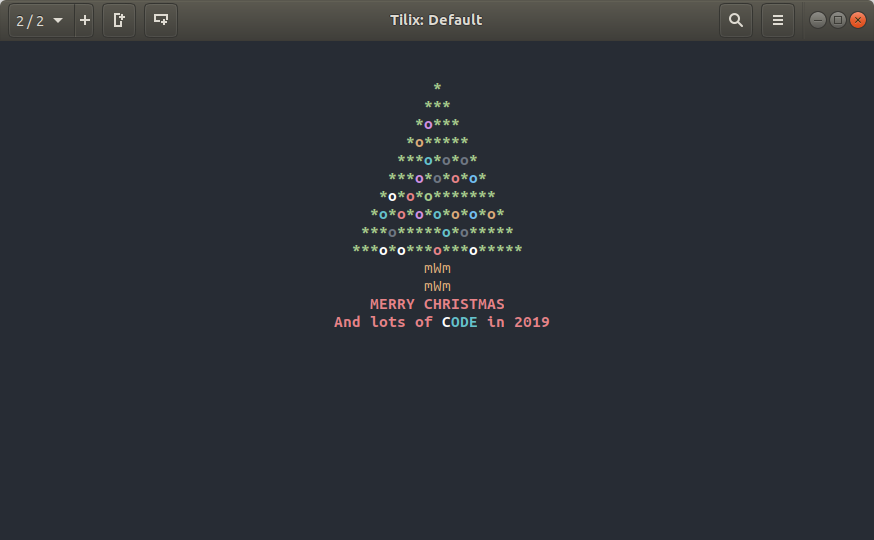 2 / 2 Tilix: Default
*
***
*o***
*o*****
***o*o*o*
***o*o*o*o*
*o*o*o*******
*o*o*o*o*o*o*o*
***o*****o*o*****
***o*o***o***o*****
mWm
mWm
MERRY CHRISTMAS
And lots of CODE in 2019